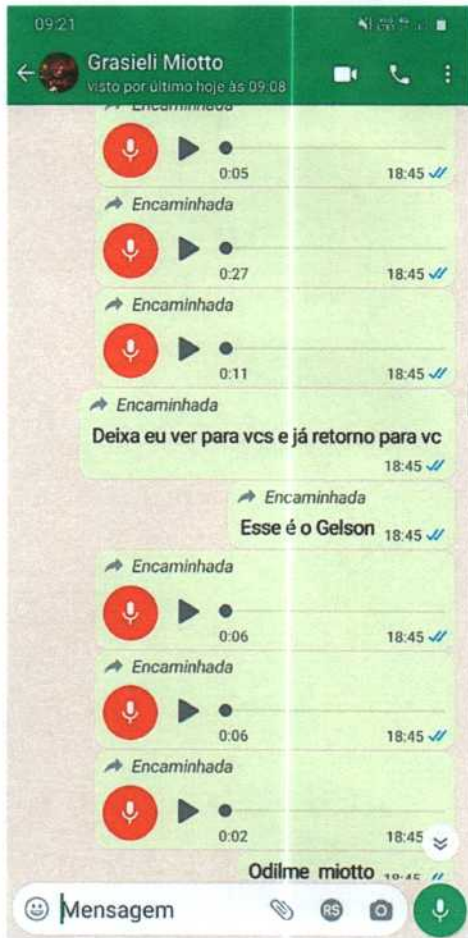 09:21
Grasieli Miotto
visto por último hoje às 09:08
Encaminhada
0:05 18:45
Encaminhada
0:27 18:45
Encaminhada
0:11 18:45
Encaminhada
Deixa eu ver para vcs e já retorno para vc
18:45
Encaminhada
Esse é o Gelson 18:45
Encaminhada
0:06 18:45
Encaminhada
0:06 18:45
Encaminhada
0:02 18:45
Odilme miotto
Mensagem RS